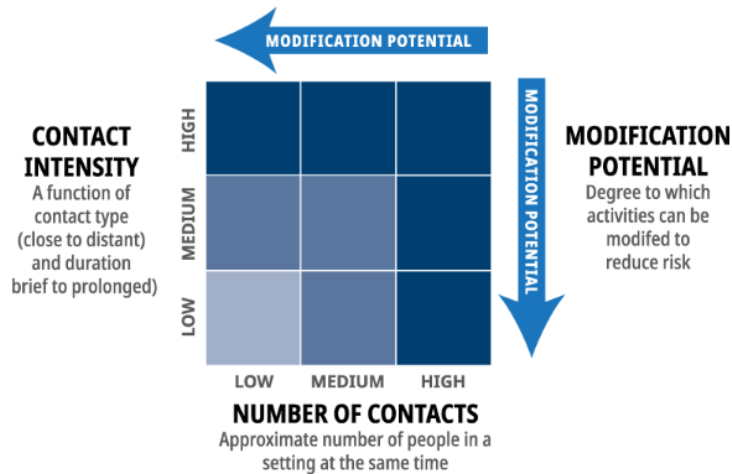 MODIFICATION POTENTIAL
CONTACT
INTENSITY
A function of
contact type
(close to distant)
and duration
brief to prolonged)
HIGH
MEDIUM
LOW
MODIFICATION POTENTIAL
MODIFICATION
POTENTIAL
Degree to which
activities can be
modifed to
reduce risk
LOW MEDIUM HIGH
NUMBER OF CONTACTS
Approximate number of people in a
setting at the same time